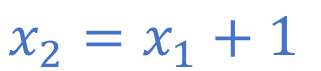 x₂ = x₁ + 1